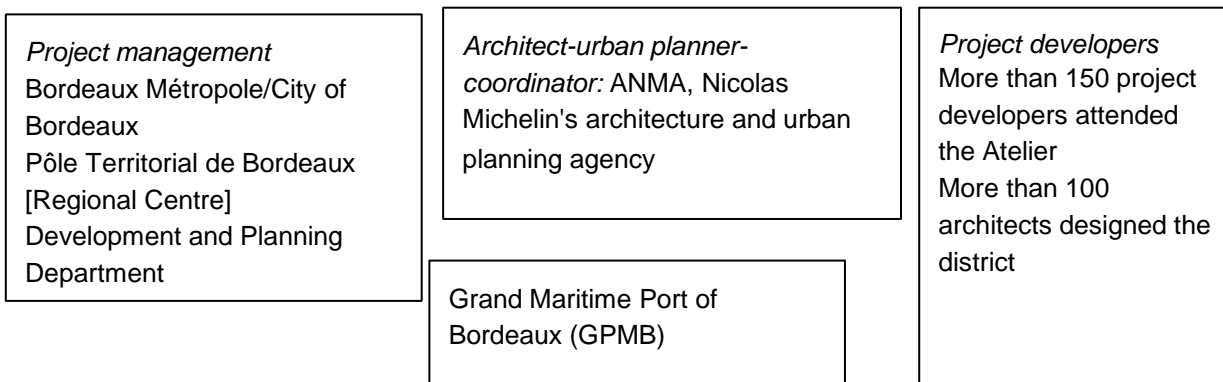 Project management
Bordeaux Métropole/City of
Bordeaux
Pôle Territorial de Bordeaux
[Regional Centre]
Development and Planning
Department
Architect-urban planner-
coordinator: ANMA, Nicolas
Michelin's architecture and urban
planning agency
Grand Maritime Port of
Bordeaux (GPMB)
Project developers
More than 150 project
developers attended
the Atelier
More than 100
architects designed the
district